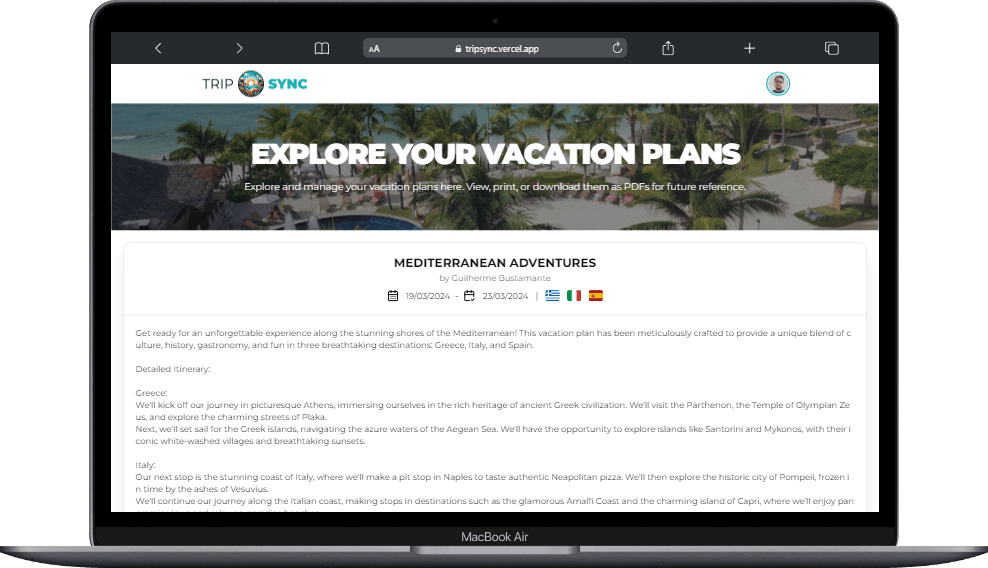 AA
tripsync.vercel.app
TRIP SYNC
EXPLORE YOUR VACATION PLANS
Explore and manage your vacation plans here. View, print, or download them as PDFs for future reference.
MEDITERRANEAN ADVENTURES
by Guilherme Bustamante
19/03/2024 - 23/03/2024 |
Get ready for an unforgettable experience along the stunning shores of the Mediterranean! This vacation plan has been meticulously crafted to provide a unique blend of c
ulture, history, gastronomy, and fun in three breathtaking destinations: Greece, Italy, and Spain.
Detailed Itinerary:
Greece:
We'll kick off our journey in picturesque Athens, immersing ourselves in the rich heritage of ancient Greek civilization. We'll visit the Parthenon, the Temple of Olympian Ze
us, and explore the charming streets of Plaka.
Next, we'll set sail for the Greek islands, navigating the azure waters of the Aegean Sea. We'll have the opportunity to explore islands like Santorini and Mykonos, with their i
conic white-washed villages and breathtaking sunsets.
Italy:
Our next stop is the stunning coast of Italy, where we'll make a pit stop in Naples to taste authentic Neapolitan pizza. We'll then explore the historic city of Pompeii, frozen i
n time by the ashes of Vesuvius.
We'll continue our journey along the Italian coast, making stops in destinations such as the glamorous Amalfi Coast and the charming island of Capri, where we'll enjoy pan
MacBook Air